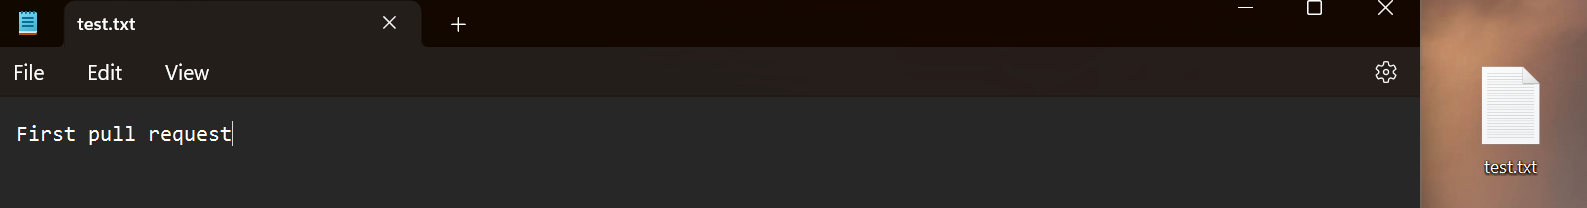 test.txt
File Edit View
First pull request
test.txt